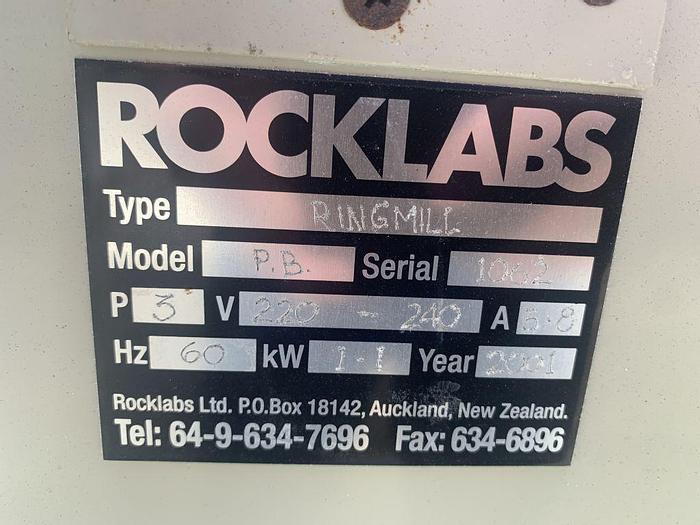 ROCKLABS
Type RINGMILL
Model P.B. Serial 1062
P 3 V 220 - 240 A 5.8
Hz 60 kW 1.1 Year 2001
Rocklabs Ltd. P.O.Box 18142, Auckland, New Zealand.
Tel: 64-9-634-7696 Fax: 634-6896